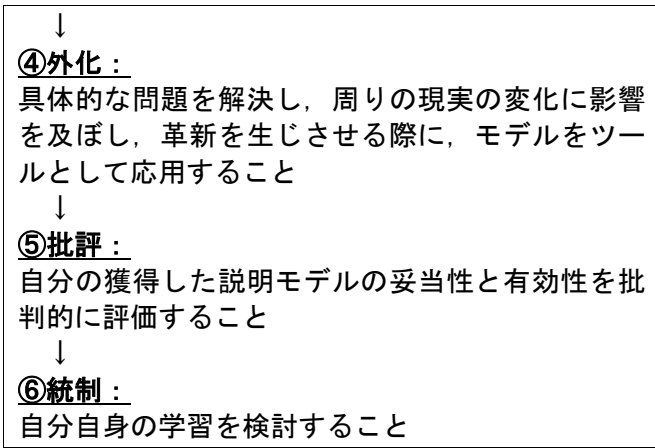 ↓
④外化：
具体的な問題を解決し，周りの現実の変化に影響
を及ぼし，革新を生じさせる際に，モデルをツー
ルとして応用すること
↓
⑤批評：
自分の獲得した説明モデルの妥当性と有効性を批
判的に評価すること
↓
⑥統制：
自分自身の学習を検討すること